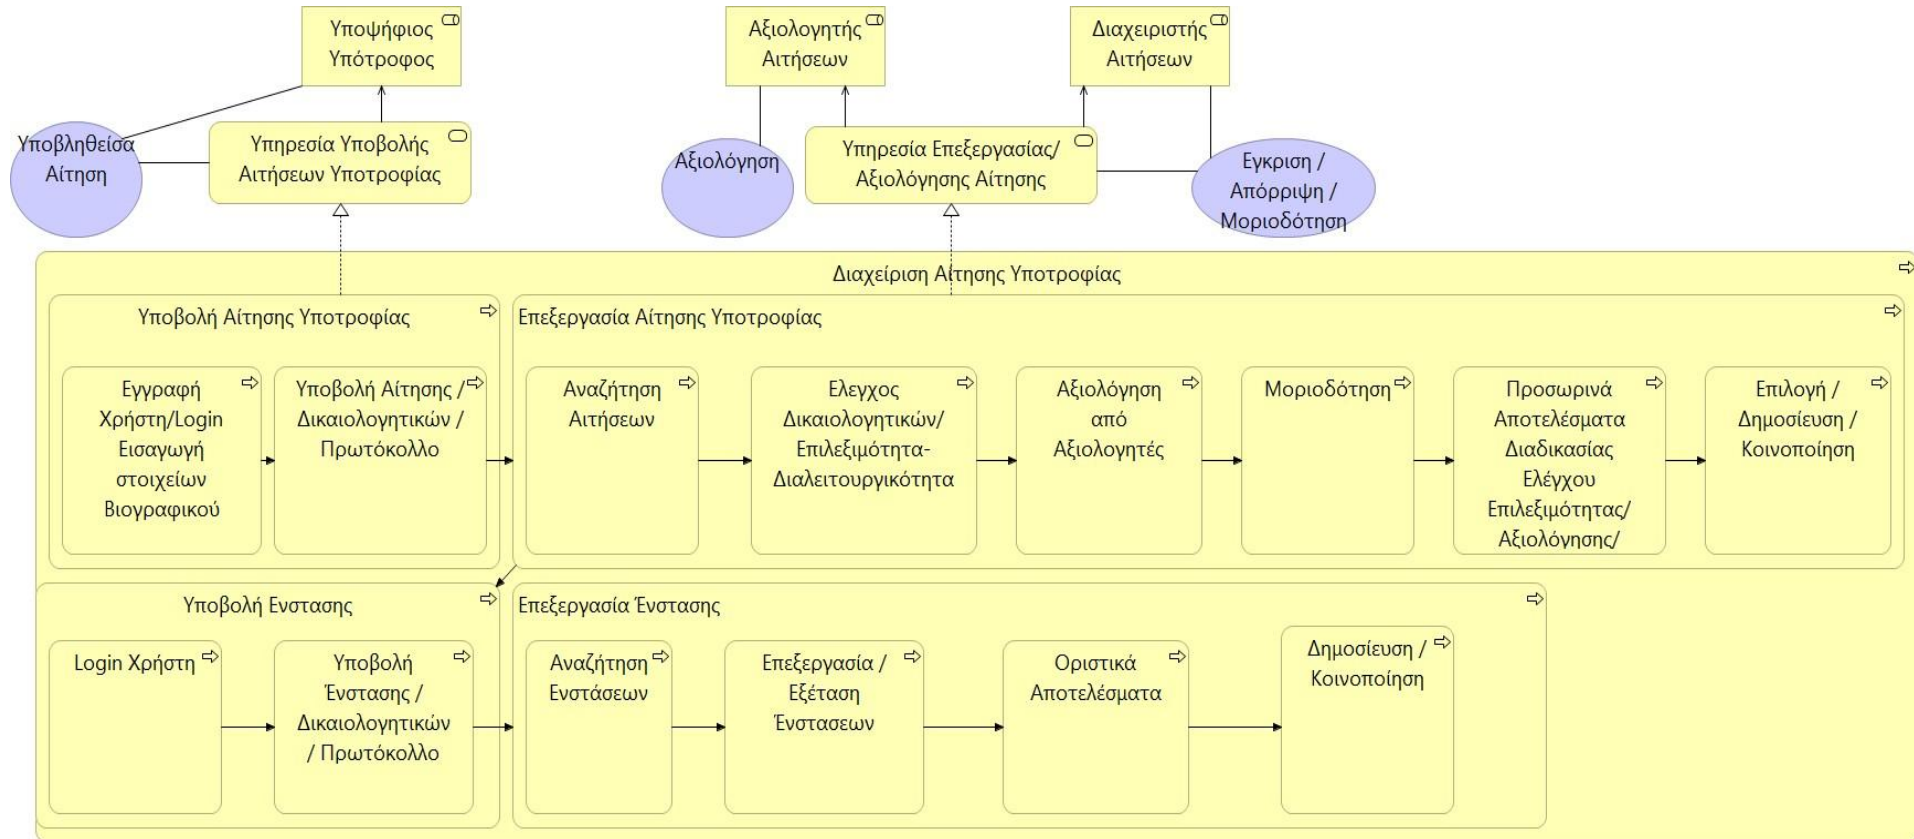 Υποψήφιος
Υπότροφος
Αξιολογητής
Αιτήσεων
Διαχειριστής
Αιτήσεων
Υποβληθείσα
Αίτηση
Υπηρεσία Υποβολής
Αιτήσεων Υποτροφίας
Αξιολόγηση
Υπηρεσία Επεξεργασίας/
Αξιολόγησης Αίτησης
Εγκριση /
Απόρριψη /
Μοριοδότηση
Διαχείριση Αίτησης Υποτροφίας
Υποβολή Αίτησης Υποτροφίας
Επεξεργασία Αίτησης Υποτροφίας
Εγγραφή
Χρήστη/Login
Εισαγωγή
στοιχείων
Βιογραφικού
Υποβολή Αίτησης /
Δικαιολογητικών /
Πρωτόκολλο
Αναζήτηση
Αιτήσεων
Ελεγχος
Δικαιολογητικών/
Επιλεξιμότητα-
Διαλειτουργικότητα
Αξιολόγηση
από
Αξιολογητές
Μοριοδότηση
Προσωρινά
Αποτελέσματα
Διαδικασίας
Ελέγχου
Επιλεξιμότητας/
Αξιολόγησης/
Επιλογή /
Δημοσίευση /
Κοινοποίηση
Υποβολή Ενστασης
Επεξεργασία Ένστασης
Login Χρήστη
Υποβολή
Ένστασης /
Δικαιολογητικών
/ Πρωτόκολλο
Αναζήτηση
Ενστάσεων
Επεξεργασία /
Εξέταση
Ένστασεων
Οριστικά
Αποτελέσματα
Δημοσίευση /
Κοινοποίηση